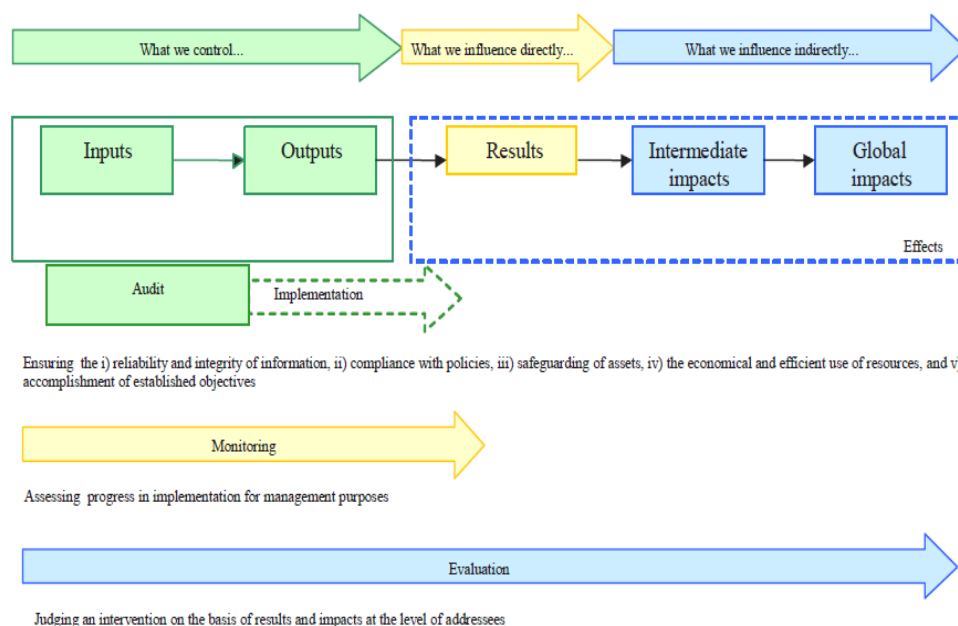 What we control...
What we influence directly...
What we influence indirectly...
Inputs
Outputs
Results
Intermediate
impacts
Global
impacts
Effects
Audit
Implementation
Ensuring the i) reliability and integrity of information, ii) compliance with policies, iii) safeguarding of assets, iv) the economical and efficient use of resources, and v)
accomplishment of established objectives
Monitoring
Assessing progress in implementation for management purposes
Evaluation
Judging an intervention on the basis of results and impacts at the level of addressees